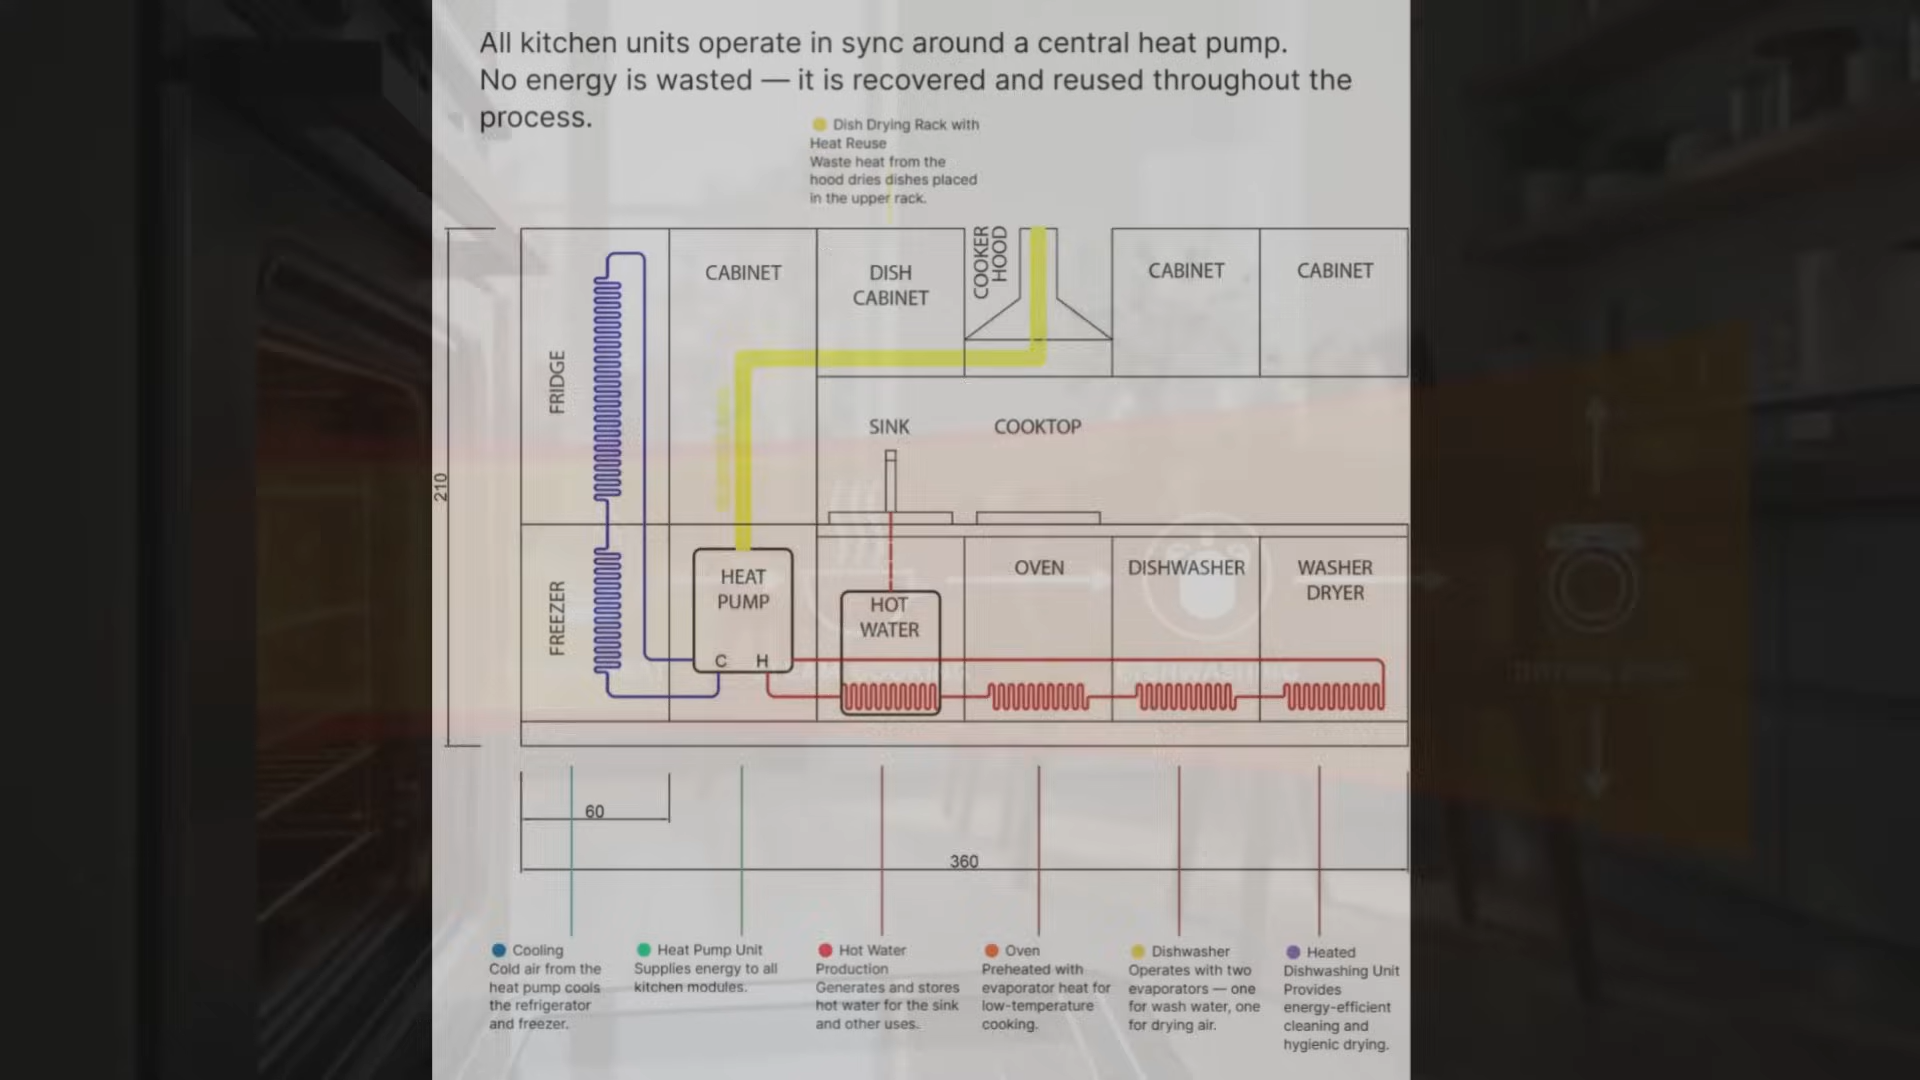 All kitchen units operate in sync around a central heat pump.
No energy is wasted — it is recovered and reused throughout the
process.
Dish Drying Rack with
Heat Reuse
Waste heat from the
hood dries dishes placed
in the upper rack.
CABINET
DISH
CABINET
COOKER
HOOD
CABINET
CABINET
FRIDGE
SINK
COOKTOP
210
FREEZER
HEAT
PUMP
C H
HOT
WATER
OVEN
DISHWASHER
WASHER
DRYER
60
360
Cooling
Cold air from the
heat pump cools
the refrigerator
and freezer.
Heat Pump Unit
Supplies energy to all
kitchen modules.
Hot Water
Production
Generates and stores
hot water for the sink
and other uses.
Oven
Preheated with
evaporator heat for
low-temperature
cooking.
Dishwasher
Operates with two
evaporators — one
for wash water, one
for drying air.
Heated
Dishwashing Unit
Provides
energy-efficient
cleaning and
hygienic drying.